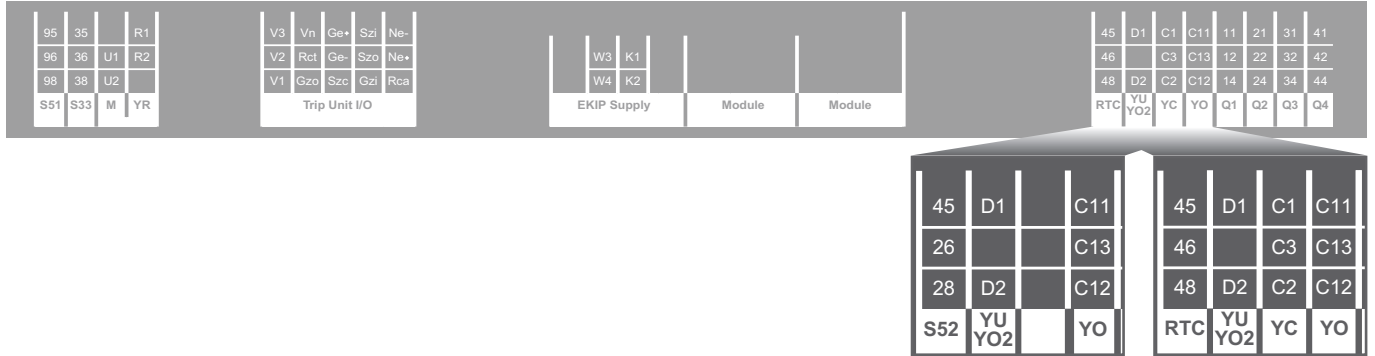 95 35 R1
96 36 U1 R2
98 38 U2
S51 S33 M YR
V3 Vn Ge+ Szi Ne-
V2 Rct Ge- Szo Ne+
V1 Gzo Szc Gzi Rca
Trip Unit I/O
W3 K1
W4 K2
EKIP Supply Module Module
45 D1 C1 C11 11 21 31 41
46 C3 C13 12 22 32 42
48 D2 C2 C12 14 24 34 44
RTC YU YO2 YC YO Q1 Q2 Q3 Q4
45 D1 C11
26 C13
28 D2 C12
S52 YU YO2 YO
45 D1 C1 C11
46 C3 C13
48 D2 C2 C12
RTC YU YO2 YC YO